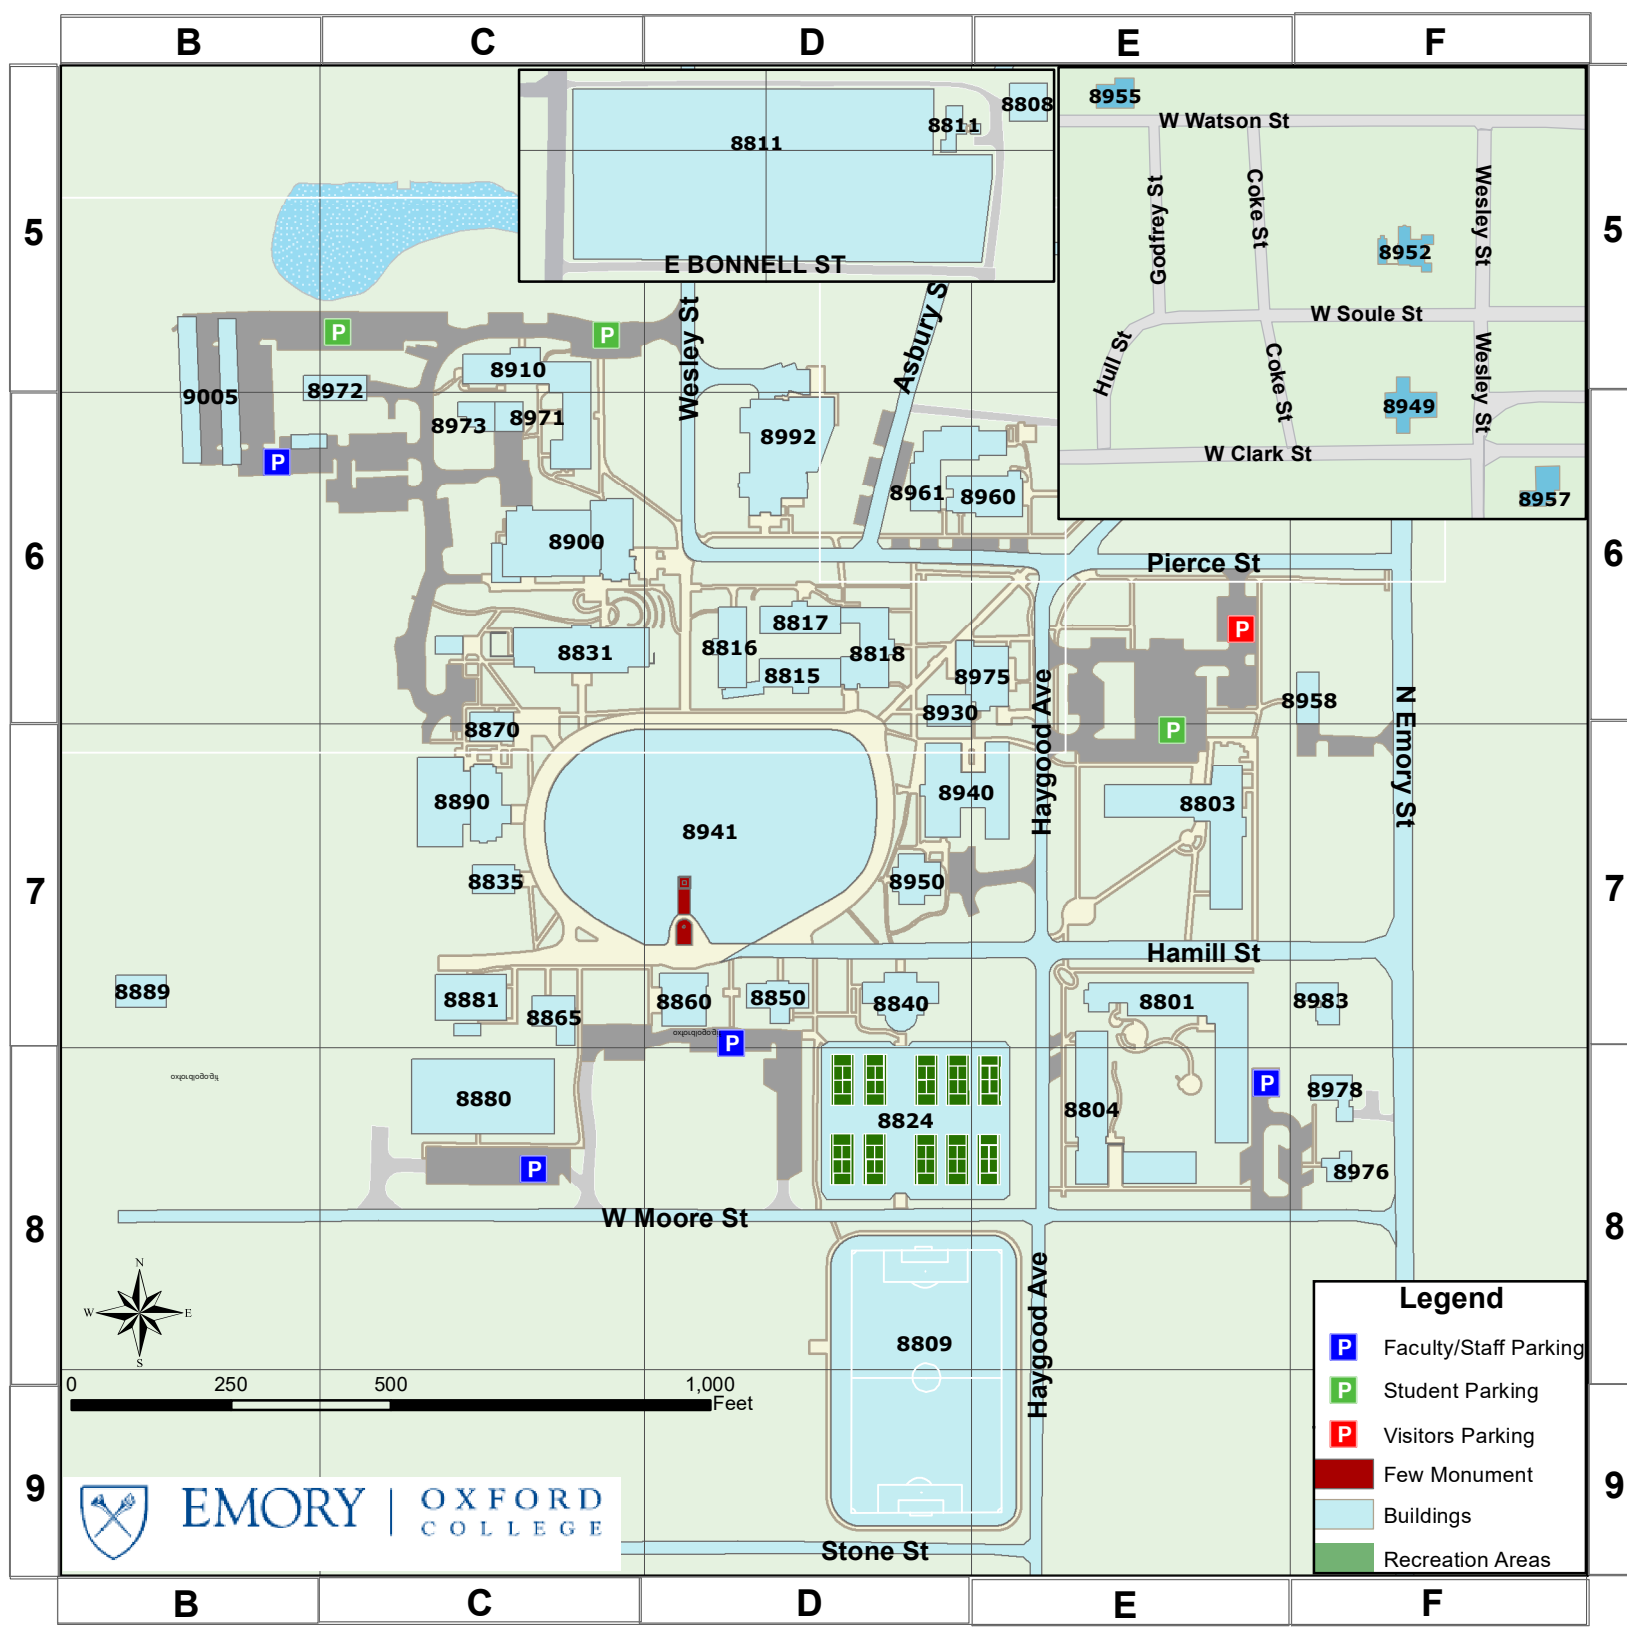 B C D E F
5
6
7
8
9
5
6
7
8
9
8811
8811
8808
E BONNELL ST
8955
W Watson St
Godfrey St
Coke St
Wesley St
8952
W Soule St
Hull St
Coke St
Wesley St
8949
W Clark St
8957
P
P
Wesley St
Asbury S
8910
9005
8972
8973
8971
8992
P
8961
8960
8900
Pierce St
8817
P
8816
8831
8818
8815
8975
8958
8930
8870
P
Haygood Ave
N Emory St
8890
8940
8803
8941
8835
8950
Hamill St
8889
8881
8865
8860
8850
8840
8801
8983
P
P
8978
8880
8804
8824
P
8976
W Moore St
N
W E
S
8809
Haygood Ave
0 250 500 1,000
Feet
Legend
P Faculty/Staff Parking
P Student Parking
P Visitors Parking
Few Monument
Buildings
Recreation Areas
EMORY | OXFORD
COLLEGE
Stone St
B C D E F